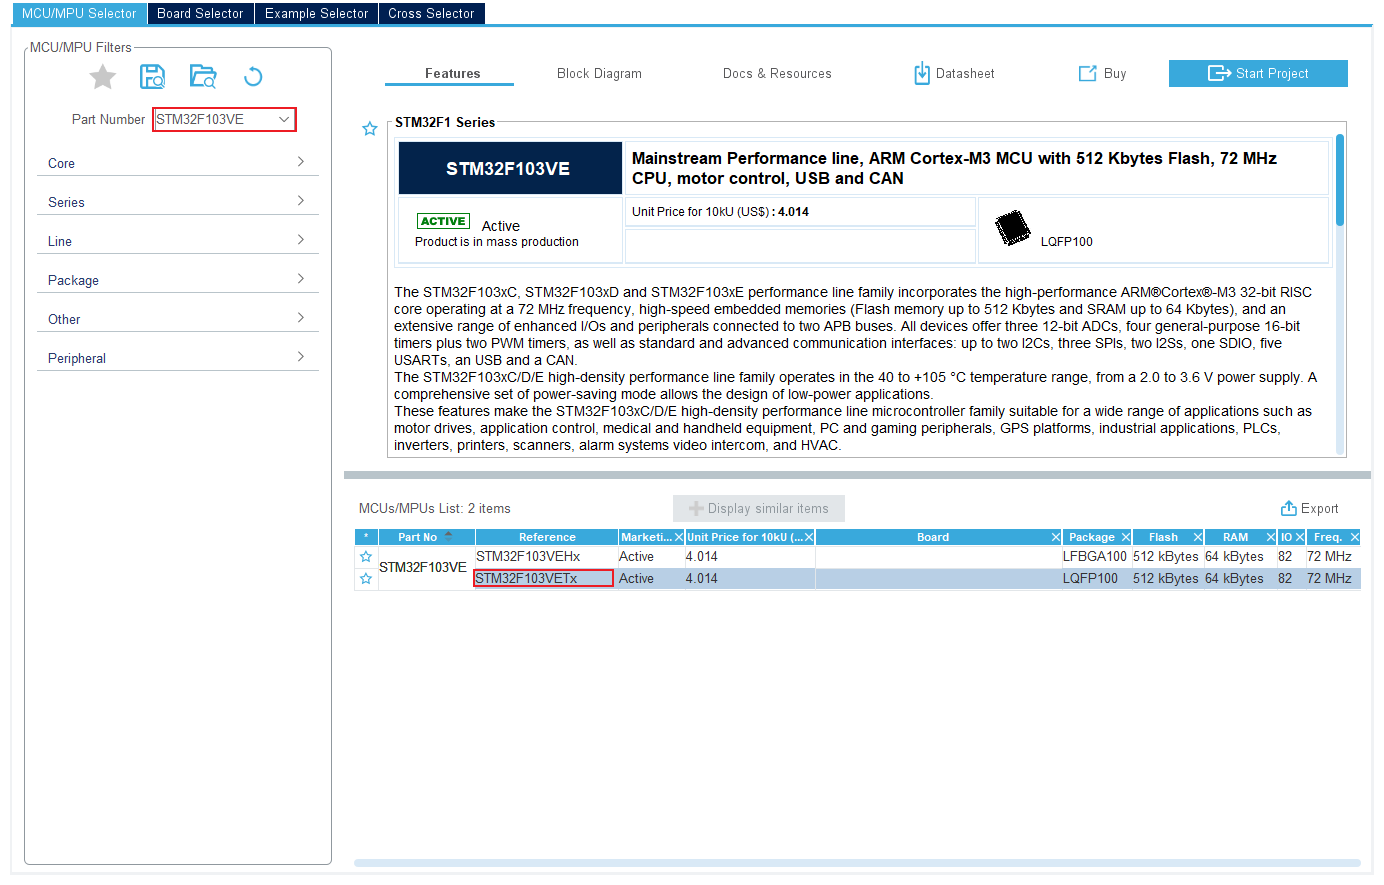 MCU/MPU Selector Board Selector Example Selector Cross Selector
MCU/MPU Filters
Part Number STM32F103VE
Core
Series
Line
Package
Other
Peripheral
Features Block Diagram Docs & Resources Datasheet Buy Start Project
STM32F1 Series
STM32F103VE
Mainstream Performance line, ARM Cortex-M3 MCU with 512 Kbytes Flash, 72 MHz
CPU, motor control, USB and CAN
ACTIVE Active
Product is in mass production
Unit Price for 10kU (US$) : 4.014
LQFP100
The STM32F103xC, STM32F103xD and STM32F103xE performance line family incorporates the high-performance ARM®Cortex®-M3 32-bit RISC
core operating at a 72 MHz frequency, high-speed embedded memories (Flash memory up to 512 Kbytes and SRAM up to 64 Kbytes), and an
extensive range of enhanced I/Os and peripherals connected to two APB buses. All devices offer three 12-bit ADCs, four general-purpose 16-bit
timers plus two PWM timers, as well as standard and advanced communication interfaces: up to two I2Cs, three SPIs, two I2Ss, one SDIO, five
USARTs, an USB and a CAN.
The STM32F103xC/D/E high-density performance line family operates in the 40 to +105 °C temperature range, from a 2.0 to 3.6 V power supply. A
comprehensive set of power-saving mode allows the design of low-power applications.
These features make the STM32F103xC/D/E high-density performance line microcontroller family suitable for a wide range of applications such as
motor drives, application control, medical and handheld equipment, PC and gaming peripherals, GPS platforms, industrial applications, PLCs,
inverters, printers, scanners, alarm systems video intercom, and HVAC.
MCUs/MPUs List: 2 items Display similar items Export
* Part No Reference Marketi... Unit Price for 10kU (... Board Package Flash RAM IO Freq.
STM32F103VE
STM32F103VEHx Active 4.014 LFBGA100 512 kBytes 64 kBytes 82 72 MHz
STM32F103VETx Active 4.014 LQFP100 512 kBytes 64 kBytes 82 72 MHz